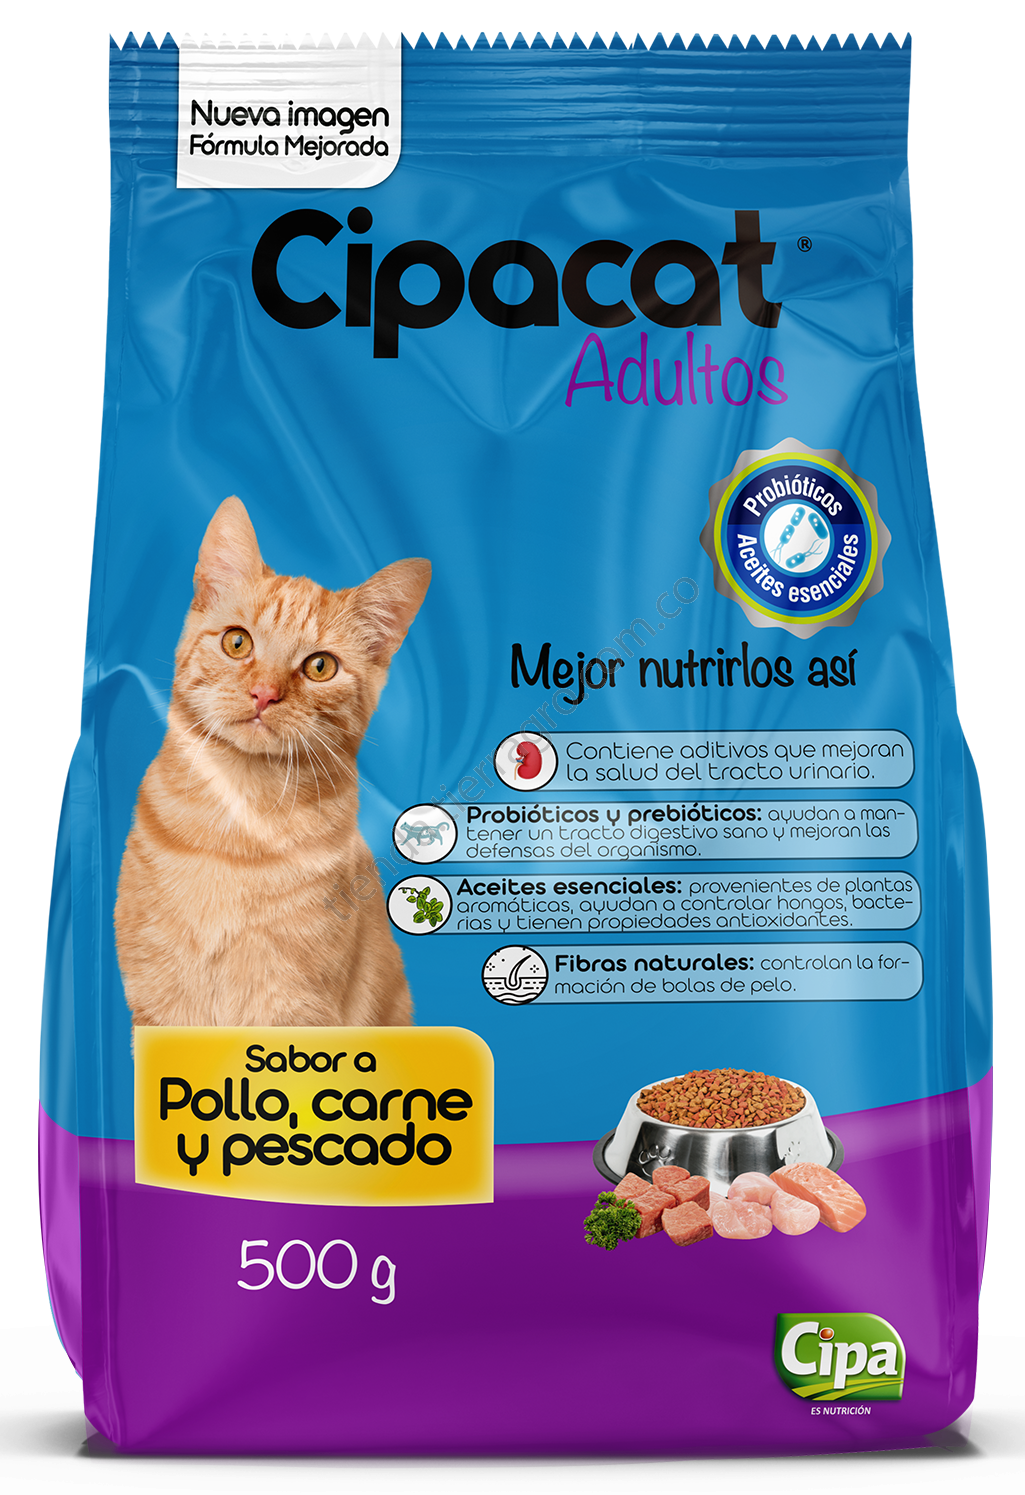 Nueva imagen
Fórmula Mejorada
Cipacat®
Adultos
Probióticos
Aceites esenciales
Mejor nutrirlos así
Contiene aditivos que mejoran
la salud del tracto urinario.
Probióticos y prebióticos: ayudan a man-
tener un tracto digestivo sano y mejoran las
defensas del organismo.
Aceites esenciales: provenientes de plantas
aromáticas, ayudan a controlar hongos, bacte-
rias y tienen propiedades antioxidantes.
Fibras naturales: controlan la for-
mación de bolas de pelo.
Sabor a
Pollo, carne
y pescado
500 g
Cipa
ES NUTRICIÓN